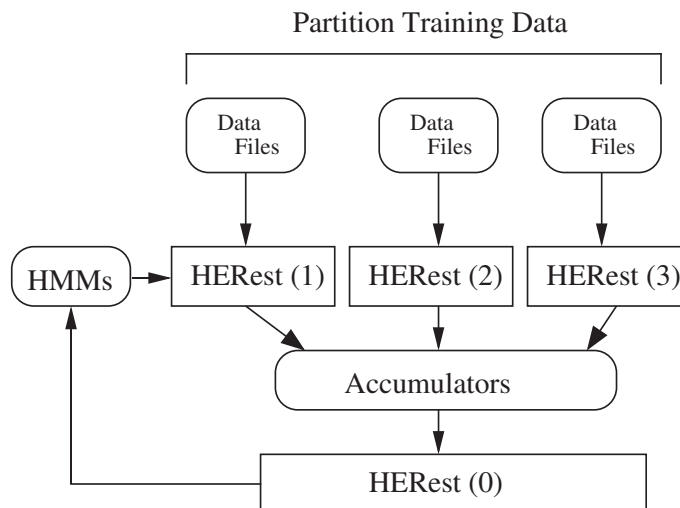 Partition Training Data
Data
Files
Data
Files
Data
Files
HMMs
HERest (1)
HERest (2)
HERest (3)
Accumulators
HERest (0)